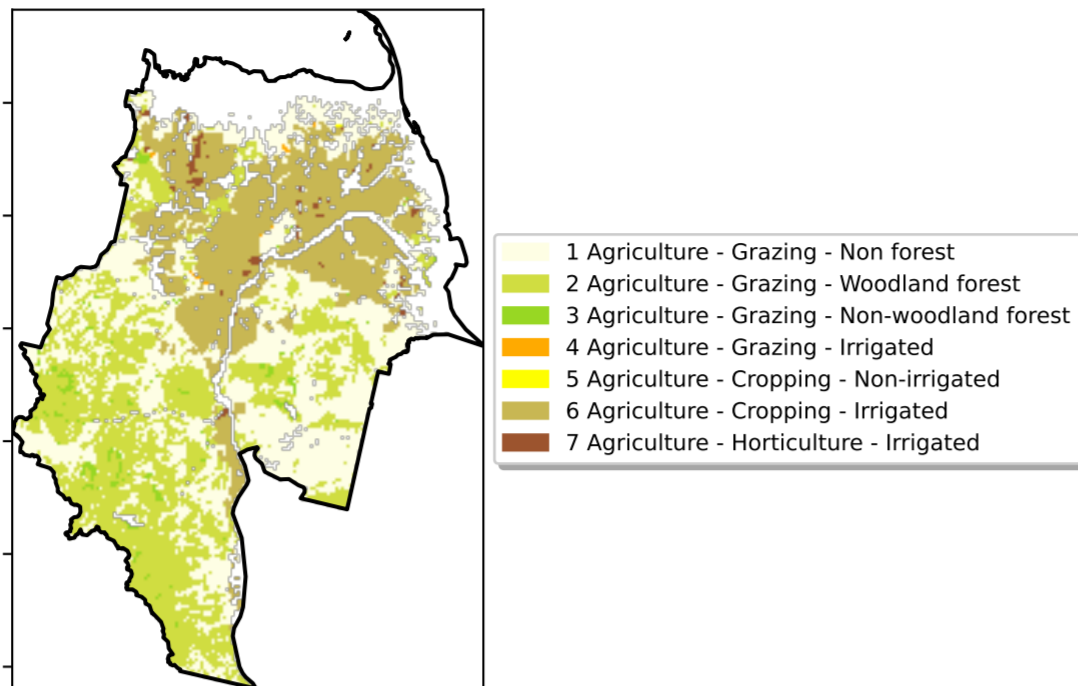 1 Agriculture - Grazing - Non forest
2 Agriculture - Grazing - Woodland forest
3 Agriculture - Grazing - Non-woodland forest
4 Agriculture - Grazing - Irrigated
5 Agriculture - Cropping - Non-irrigated
6 Agriculture - Cropping - Irrigated
7 Agriculture - Horticulture - Irrigated